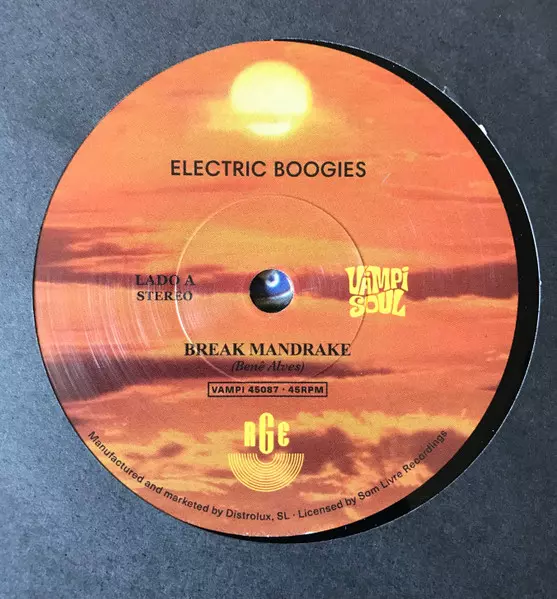 ELECTRIC BOOGIES
LADO A
STEREO
VAMPI
SOUL
BREAK MANDRAKE
(Benê Alves)
VAMPI 45087 · 45RPM
RGE
Manufactured and marketed by Distrolux, SL · Licensed by Som Livre Recordings